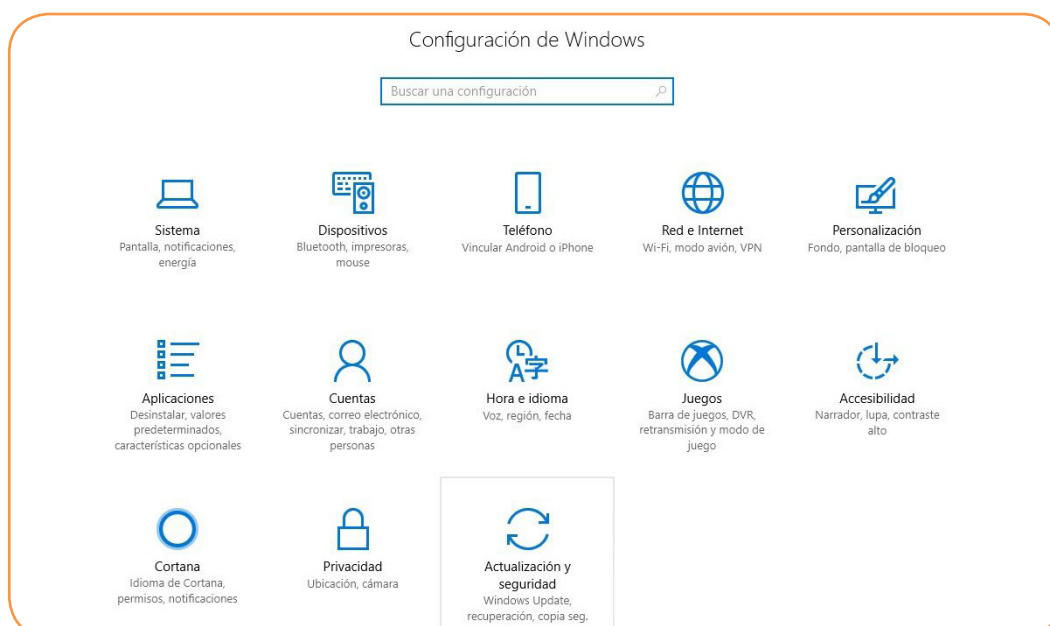 Configuración de Windows
Buscar una configuración
Sistema
Pantalla, notificaciones,
energía
Dispositivos
Bluetooth, impresoras,
mouse
Teléfono
Vincular Android o iPhone
Red e Internet
Wi-Fi, modo avión, VPN
Personalización
Fondo, pantalla de bloqueo
Aplicaciones
Desinstalar, valores
predeterminados,
características opcionales
Cuentas
Cuentas, correo electrónico,
sincronizar, trabajo, otras
personas
Hora e idioma
Voz, región, fecha
Juegos
Barra de juegos, DVR,
retransmisión y modo de
juego
Accesibilidad
Narrador, lupa, contraste
alto
Cortana
Idioma de Cortana,
permisos, notificaciones
Privacidad
Ubicación, cámara
Actualización y
seguridad
Windows Update,
recuperación, copia seg.